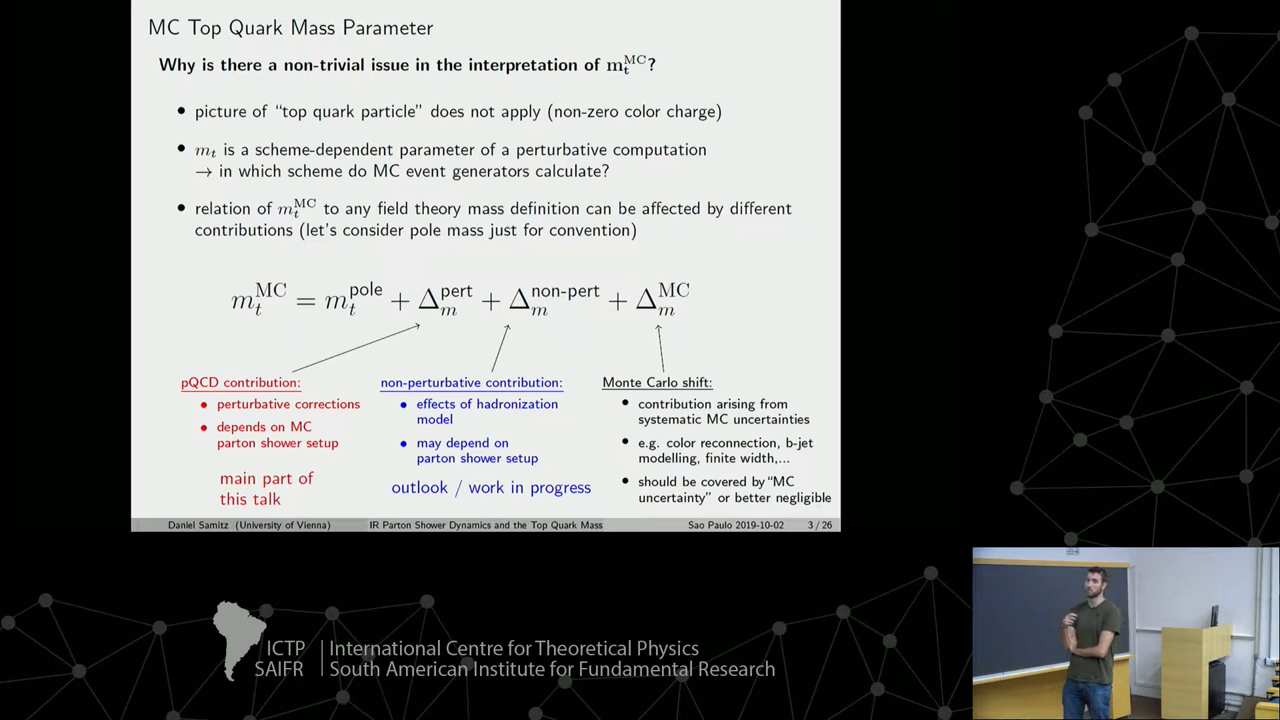 MC Top Quark Mass Parameter
Why is there a non-trivial issue in the interpretation of m_t^MC?
• picture of “top quark particle” does not apply (non-zero color charge)
• m_t is a scheme-dependent parameter of a perturbative computation
→ in which scheme do MC event generators calculate?
• relation of m_t^MC to any field theory mass definition can be affected by different
contributions (let's consider pole mass just for convention)
m_t^MC = m_t^pole + Δ_m^pert + Δ_m^non-pert + Δ_m^MC
pQCD contribution:
• perturbative corrections
• depends on MC
parton shower setup
main part of
this talk
non-perturbative contribution:
• effects of hadronization
model
• may depend on
parton shower setup
outlook / work in progress
Monte Carlo shift:
• contribution arising from
systematic MC uncertainties
• e.g. color reconnection, b-jet
modelling, finite width,...
• should be covered by “MC
uncertainty” or better negligible
Daniel Samitz (University of Vienna) IR Parton Shower Dynamics and the Top Quark Mass Sao Paulo 2019-10-02 3 / 26
ICTP International Centre for Theoretical Physics
SAIFR South American Institute for Fundamental Research